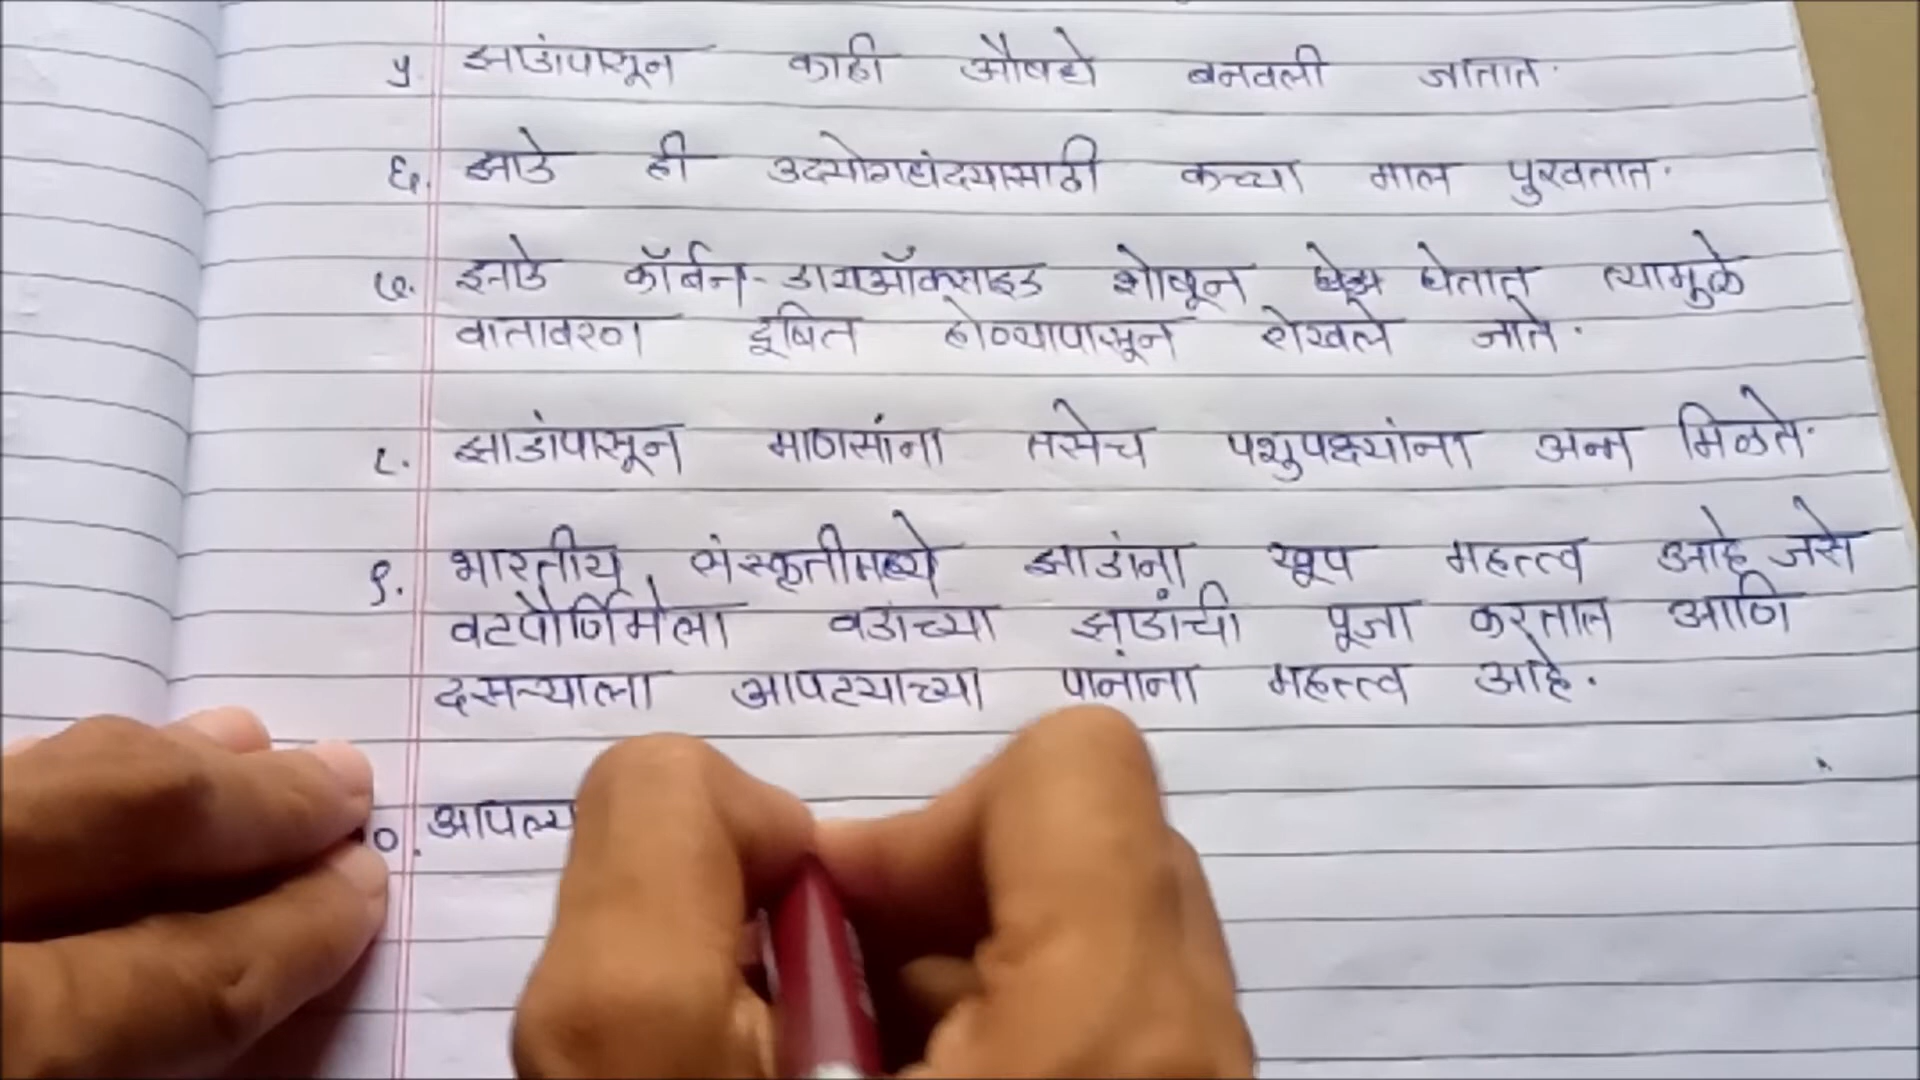 ५. झाडांपासून काही औषधे बनवली जातात.
६. झाडे ही उद्योगधंद्यासाठी कच्चा माल पुरवतात.
७. झाडे कॉर्बन-डायऑक्साइड शोषून घेतात त्यामुळे
वातावरण दूषित होण्यापासून रोखले जाते.
८. झाडांपासून माणसांना तसेच पशुपक्ष्यांना अन्न मिळते.
९. भारतीय संस्कृतीमध्ये झाडांना खूप महत्त्व आहे जसे
वटपौर्णिमेला वडाच्या झाडांची पूजा करतात आणि
दसऱ्याला आपट्याच्या पानांना महत्त्व आहे.
०. आपल्य